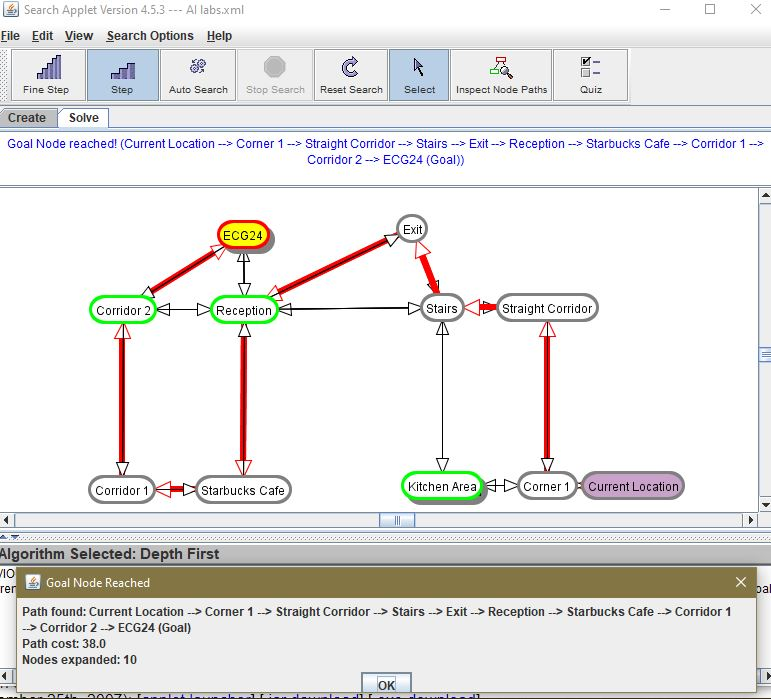 Search Applet Version 4.5.3 --- AI labs.xml
File Edit View Search Options Help
Fine Step Step Auto Search Stop Search Reset Search Select Inspect Node Paths Quiz
Create Solve
Goal Node reached! (Current Location --> Corner 1 --> Straight Corridor --> Stairs --> Exit --> Reception --> Starbucks Cafe --> Corridor 1 -->
Corridor 2 --> ECG24 (Goal))
ECG24 Exit
Corridor 2 Reception Stairs Straight Corridor
Corridor 1 Starbucks Cafe Kitchen Area Corner 1 Current Location
Algorithm Selected: Depth First
Goal Node Reached
Path found: Current Location --> Corner 1 --> Straight Corridor --> Stairs --> Exit --> Reception --> Starbucks Cafe --> Corridor 1
--> Corridor 2 --> ECG24 (Goal)
Path cost: 38.0
Nodes expanded: 10
OK